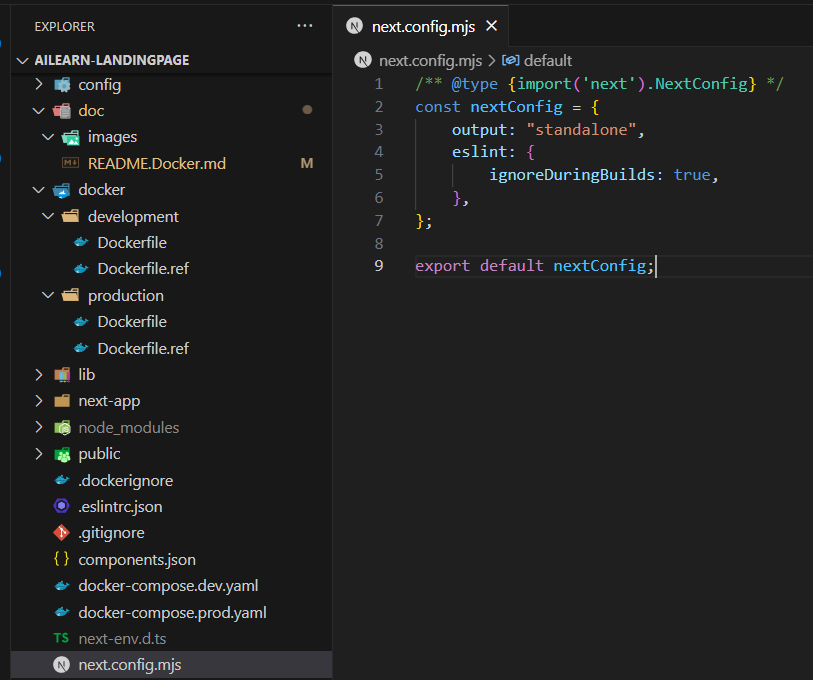 EXPLORER
AILEARN-LANDINGPAGE
config
doc
images
README.Docker.md M
docker
development
Dockerfile
Dockerfile.ref
production
Dockerfile
Dockerfile.ref
lib
next-app
node_modules
public
.dockerignore
.eslintrc.json
.gitignore
{} components.json
docker-compose.dev.yaml
docker-compose.prod.yaml
TS next-env.d.ts
N next.config.mjs
N next.config.mjs ×
N next.config.mjs > default
1 /** @type {import('next').NextConfig} */
2 const nextConfig = {
3     output: "standalone",
4     eslint: {
5         ignoreDuringBuilds: true,
6     },
7 };
8
9 export default nextConfig;